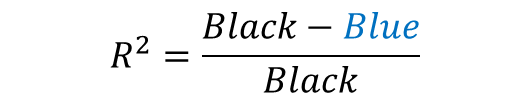 R² = (Black − Blue) / Black